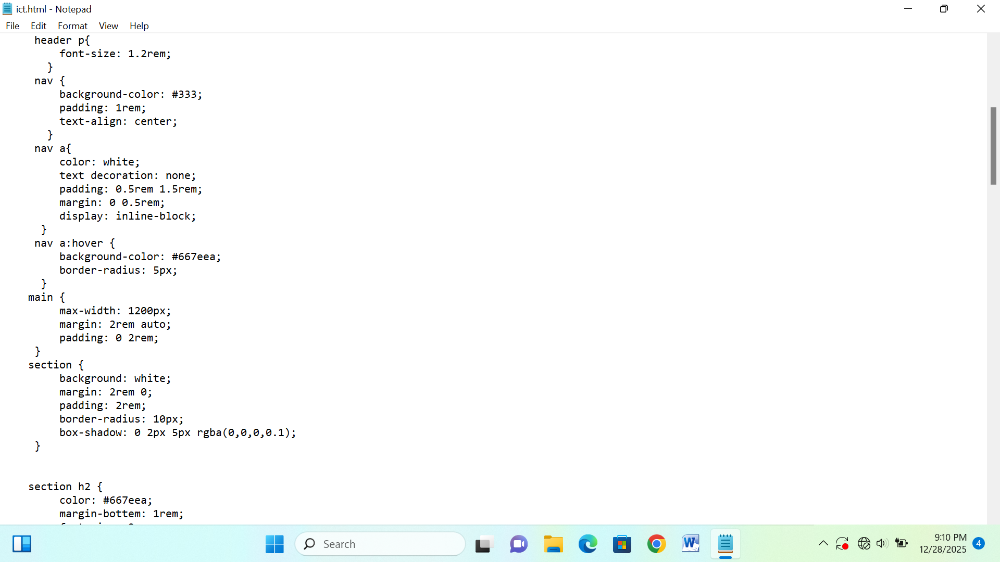 ict.html - Notepad
File Edit Format View Help
header p{
font-size: 1.2rem;
}
nav {
background-color: #333;
padding: 1rem;
text-align: center;
}
nav a{
color: white;
text decoration: none;
padding: 0.5rem 1.5rem;
margin: 0 0.5rem;
display: inline-block;
}
nav a:hover {
background-color: #667eea;
border-radius: 5px;
}
main {
max-width: 1200px;
margin: 2rem auto;
padding: 0 2rem;
}
section {
background: white;
margin: 2rem 0;
padding: 2rem;
border-radius: 10px;
box-shadow: 0 2px 5px rgba(0,0,0,0.1);
}
section h2 {
color: #667eea;
margin-bottem: 1rem;
Search
9:10 PM
12/28/2025
4